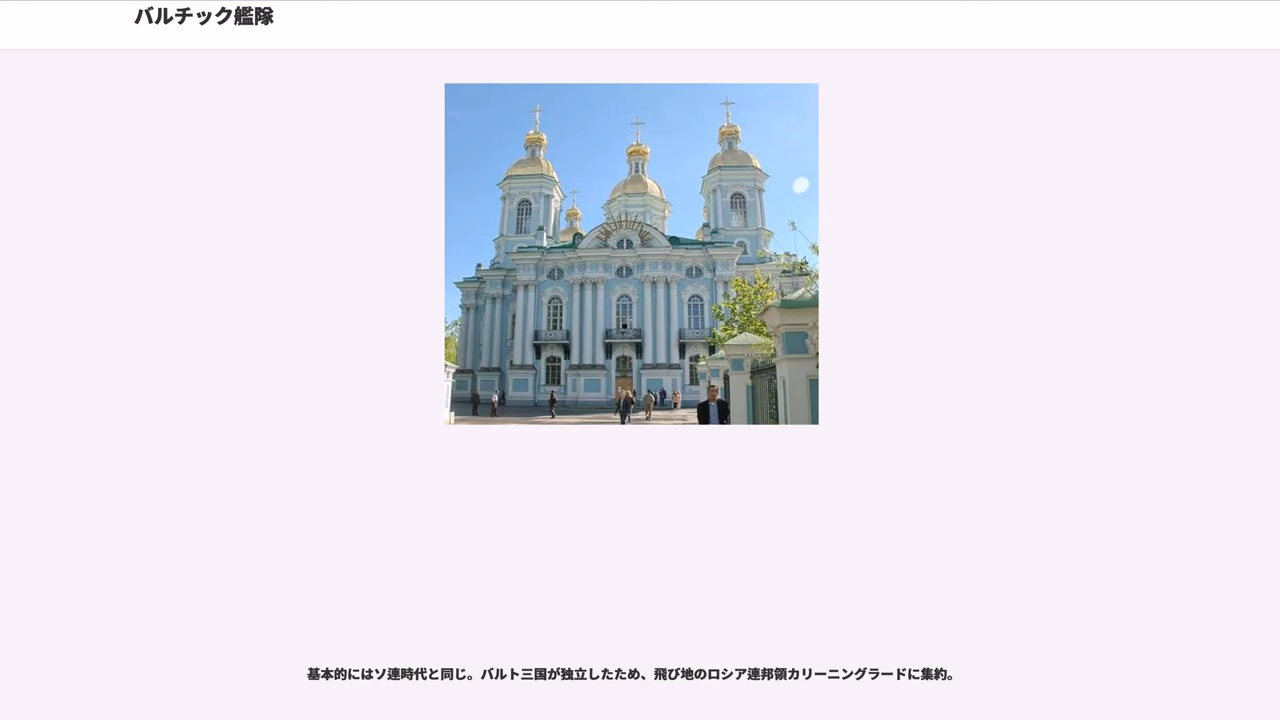 バルチック艦隊
基本的にはソ連時代と同じ。バルト三国が独立したため、飛び地のロシア連邦領カリーニングラードに集約。